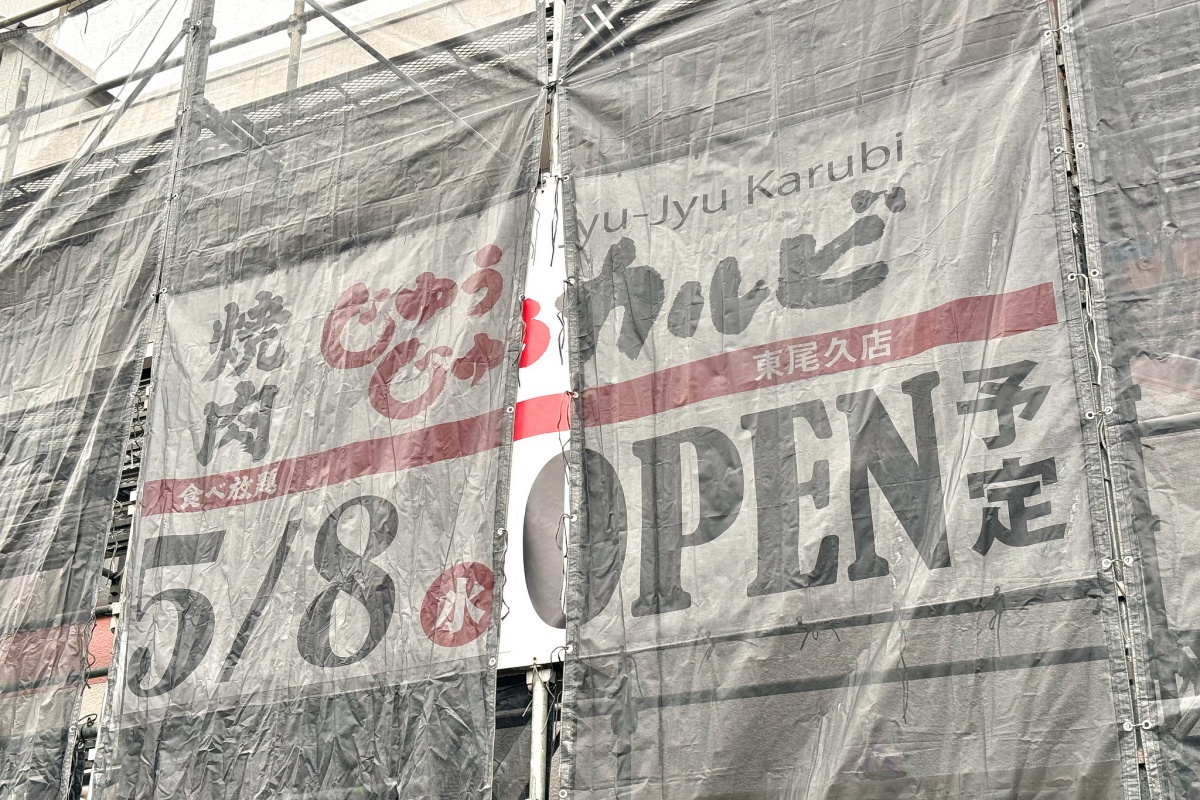 yu-Jyu Karubi
焼肉 じゅうじゅうカルビ
食べ放題 東尾久店
5/8 水 OPEN 予定